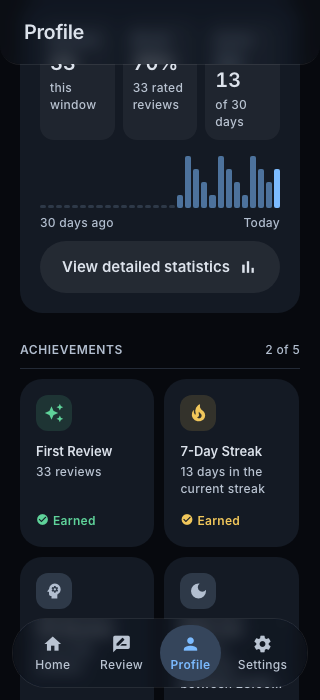 Profile
33
70%
13
this
window
33 rated
reviews
of 30
days
30 days ago
Today
View detailed statistics
ACHIEVEMENTS
2 of 5
First Review
33 reviews
Earned
7-Day Streak
13 days in the
current streak
Earned
Home
Review
Profile
Settings